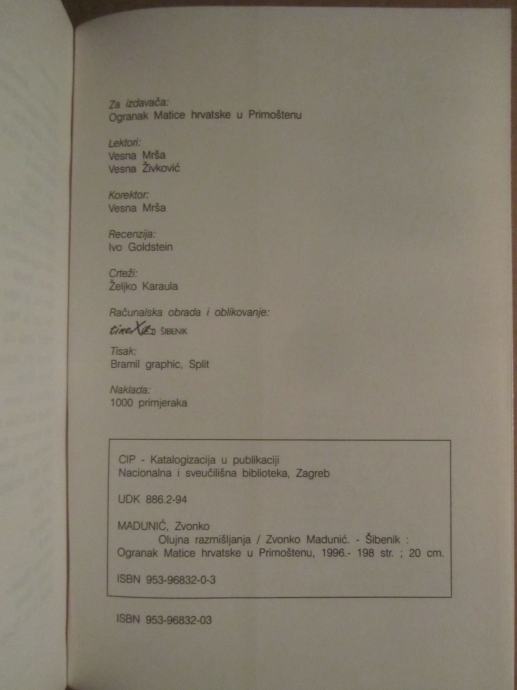 Za izdavača:
Ogranak Matice hrvatske u Primoštenu
Lektori:
Vesna Mrša
Vesna Živković
Korektor:
Vesna Mrša
Recenzija:
Ivo Goldstein
Crteži:
Željko Karaula
Računalska obrada i oblikovanje:
ŠIBENIK
Tisak:
Bramil graphic, Split
Naklada:
1000 primjeraka
CIP - Katalogizacija u publikaciji
Nacionalna i sveučilišna biblioteka, Zagreb
UDK 886.2-94
MADUNIĆ, Zvonko
Olujna razmišljanja / Zvonko Madunić. - Šibenik :
Ogranak Matice hrvatske u Primoštenu, 1996.- 198 str. ; 20 cm.
ISBN 953-96832-0-3
ISBN 953-96832-03